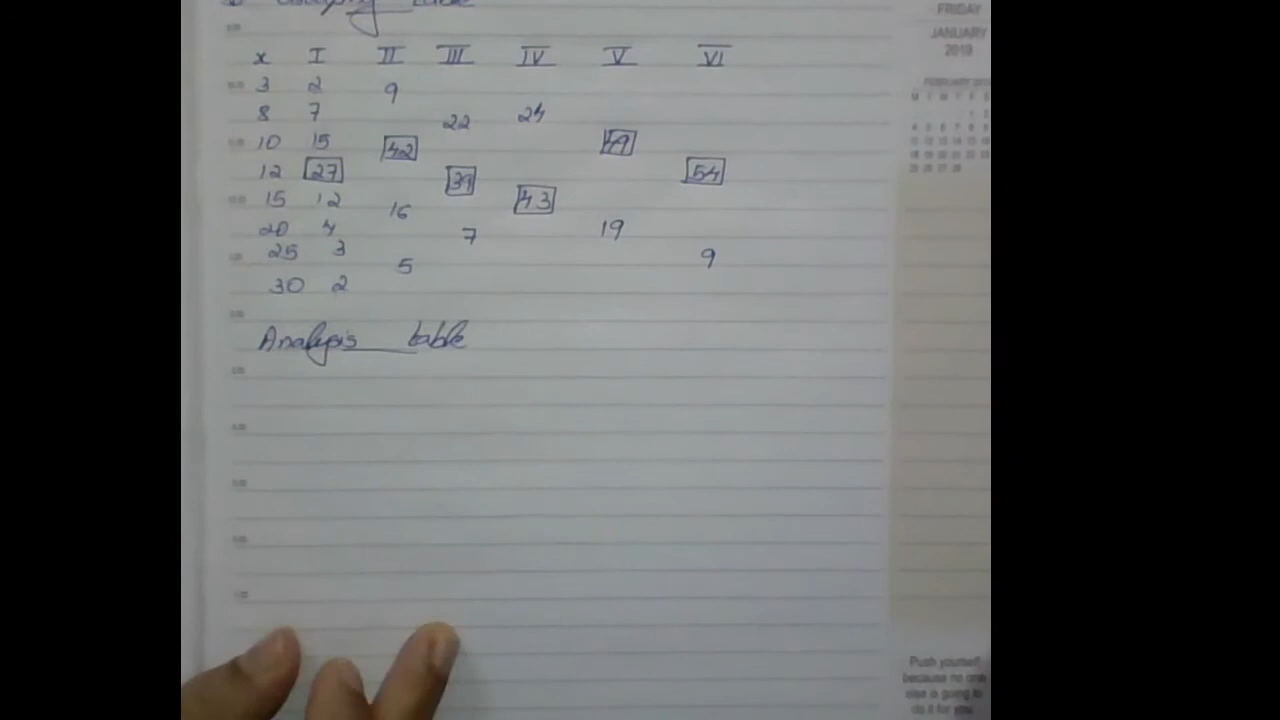 table
FRIDAY
JANUARY
2019
x I II III IV V VI
3 2 9
8 7 22 24
10 15 42 49
12 27 39 54
15 12 16 43
20 4 7 19
25 3 5 9
30 2
Analysis table
Push yourself,
because no one
else is going to
do it for you.